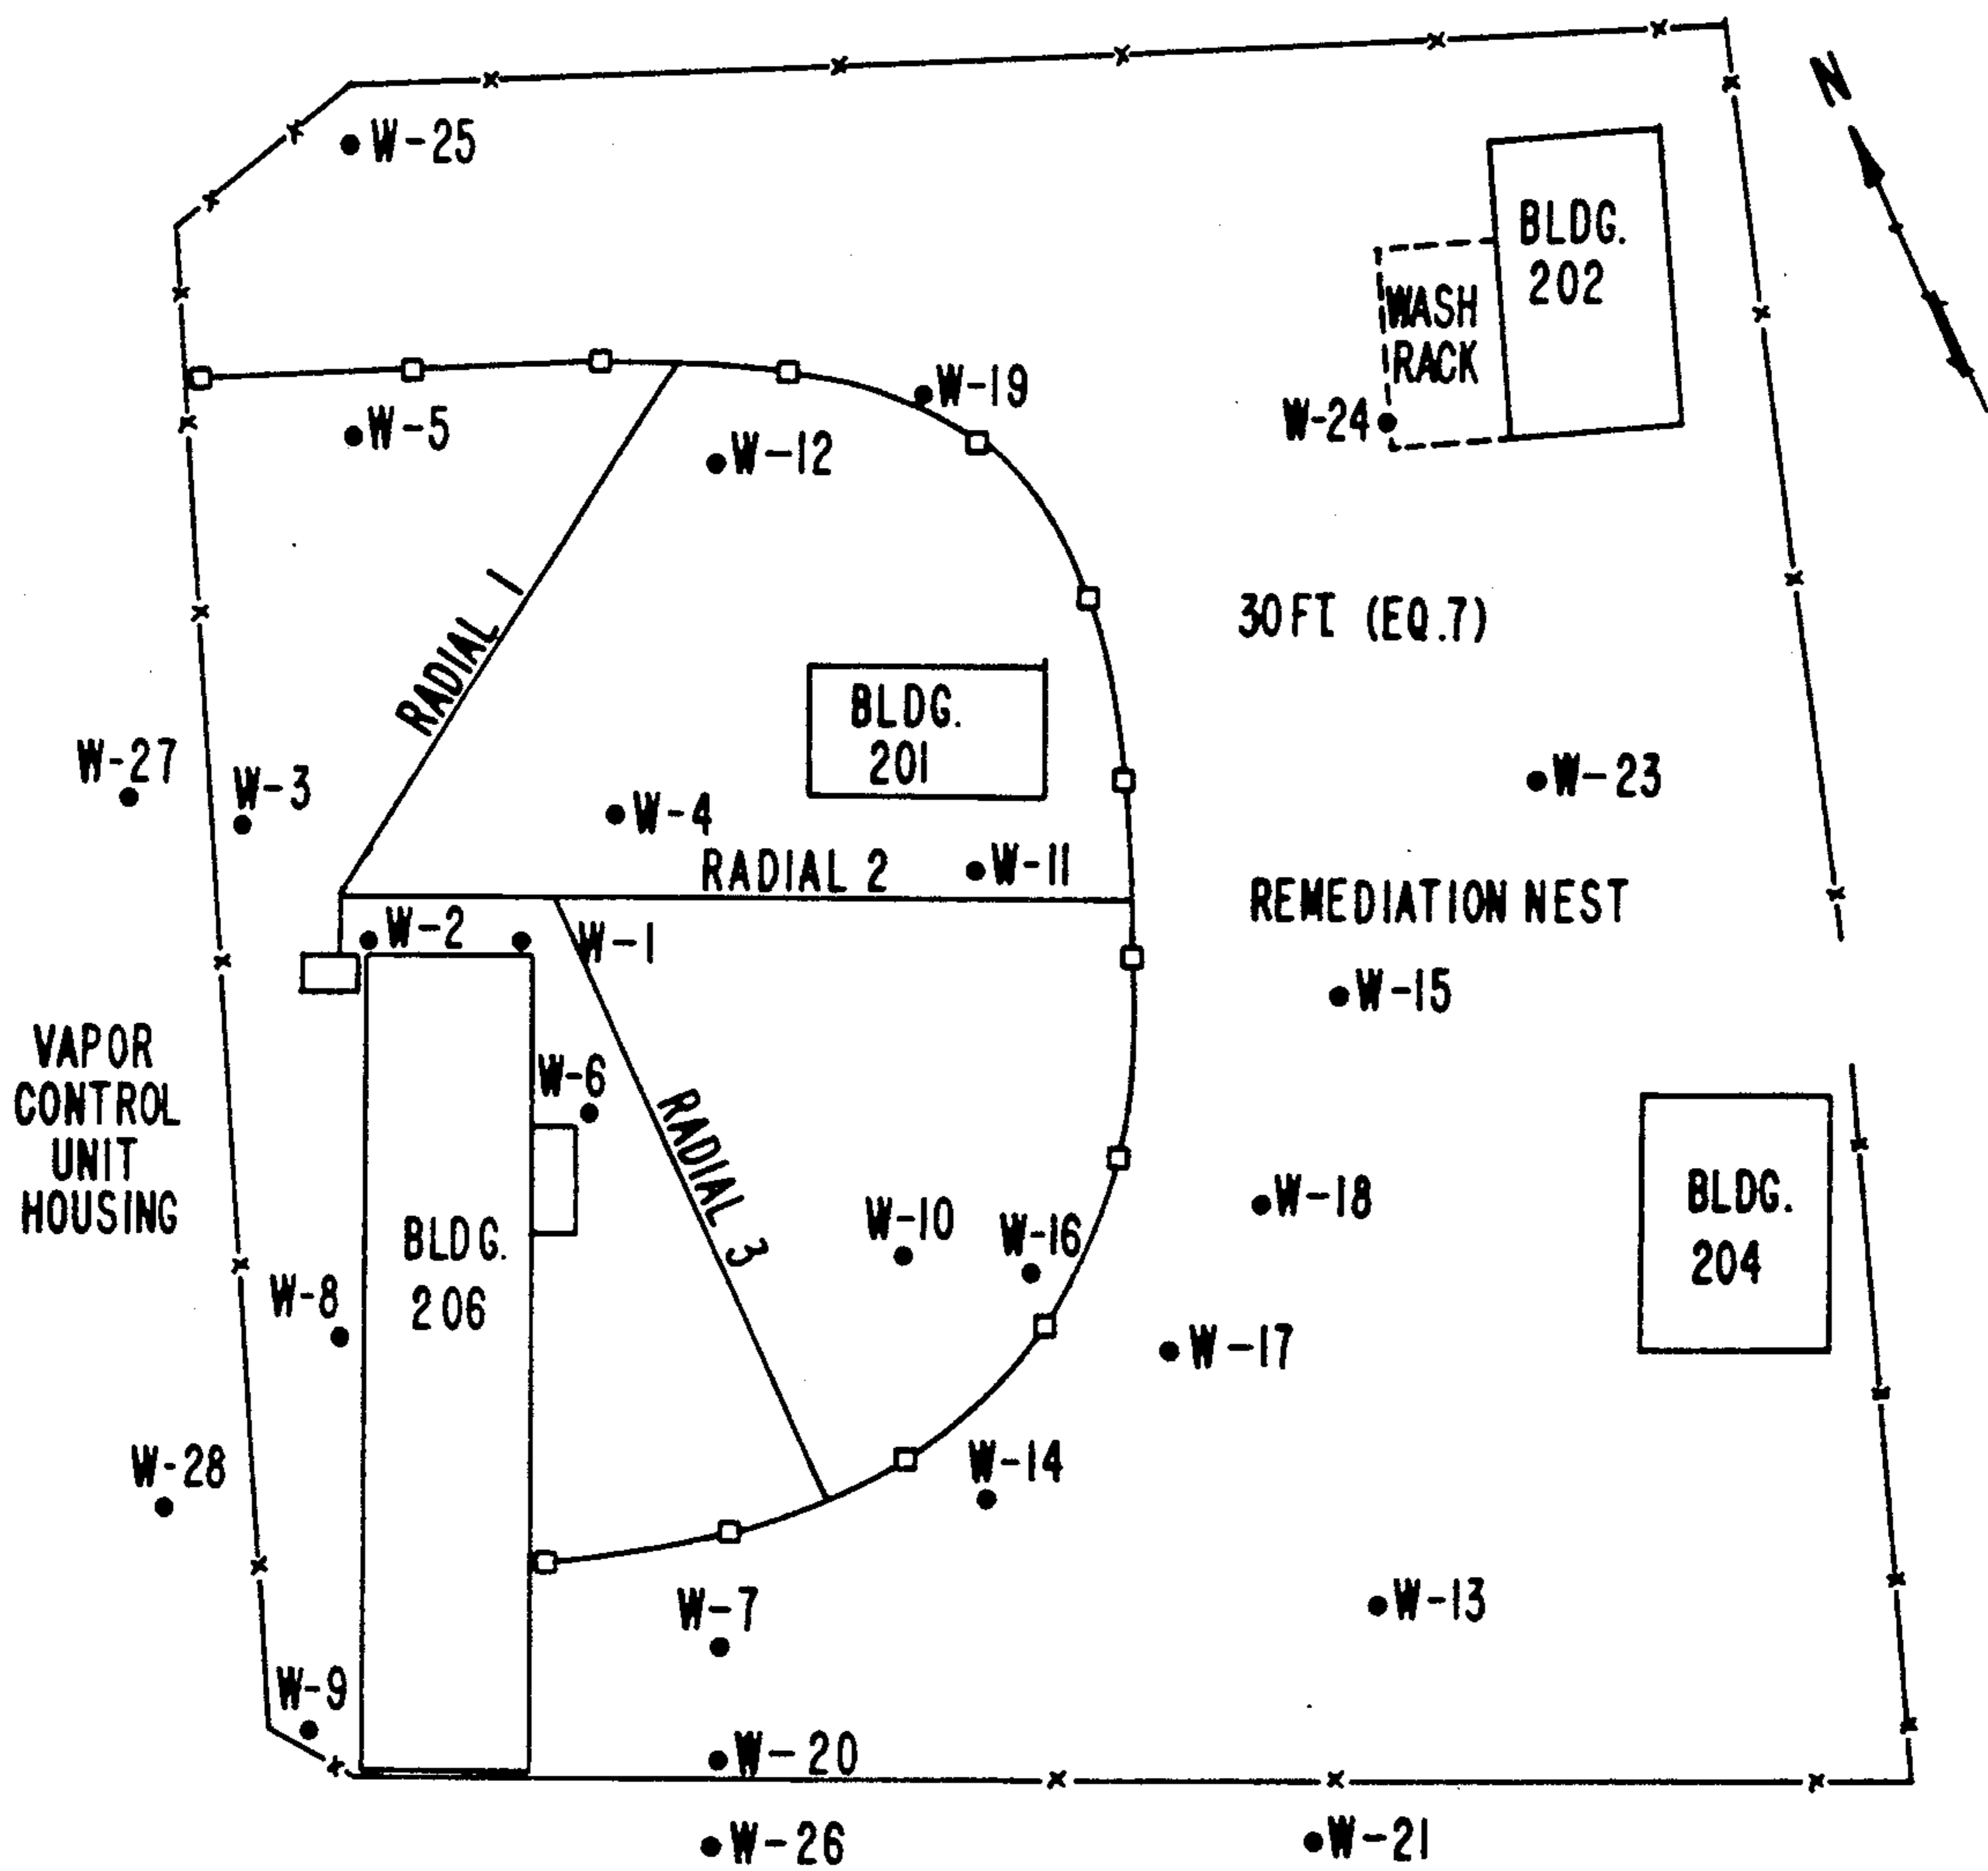 N
W-25
BLDG.
202
WASH
RACK
W-19
W-24
W-5
W-12
RADIAL 1
30FT (EQ.7)
BLDG.
201
W-27
W-3
W-23
W-4
RADIAL 2
W-11
REMEDIATION NEST
W-2
W-1
W-15
VAPOR
CONTROL
UNIT
HOUSING
W-6
RADIAL 3
W-18
BLDG.
204
W-10
W-16
BLDG.
206
W-8
W-17
W-28
W-14
W-7
W-13
W-9
W-20
W-26
W-21